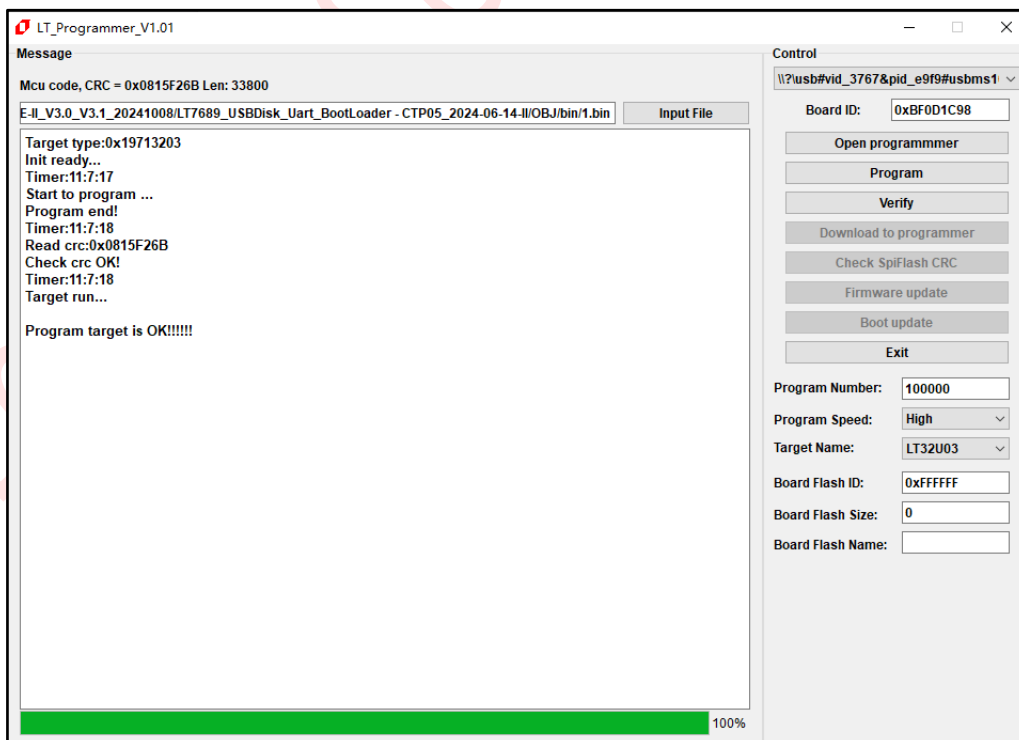 LT_Programmer_V1.01
Message
Mcu code, CRC = 0x0815F26B Len: 33800
E-II_V3.0_V3.1_20241008/LT7689_USBDisk_Uart_BootLoader - CTP05_2024-06-14-II/OBJ/bin/1.bin
Input File
Target type:0x19713203
Init ready...
Timer:11:7:17
Start to program ...
Program end!
Timer:11:7:18
Read crc:0x0815F26B
Check crc OK!
Timer:11:7:18
Target run...
Program target is OK!!!!!!
100%
Control
\\?\usb#vid_3767&pid_e9f9#usbms1
Board ID: 0xBF0D1C98
Open programmmer
Program
Verify
Download to programmer
Check SpiFlash CRC
Firmware update
Boot update
Exit
Program Number: 100000
Program Speed: High
Target Name: LT32U03
Board Flash ID: 0xFFFFFF
Board Flash Size: 0
Board Flash Name: